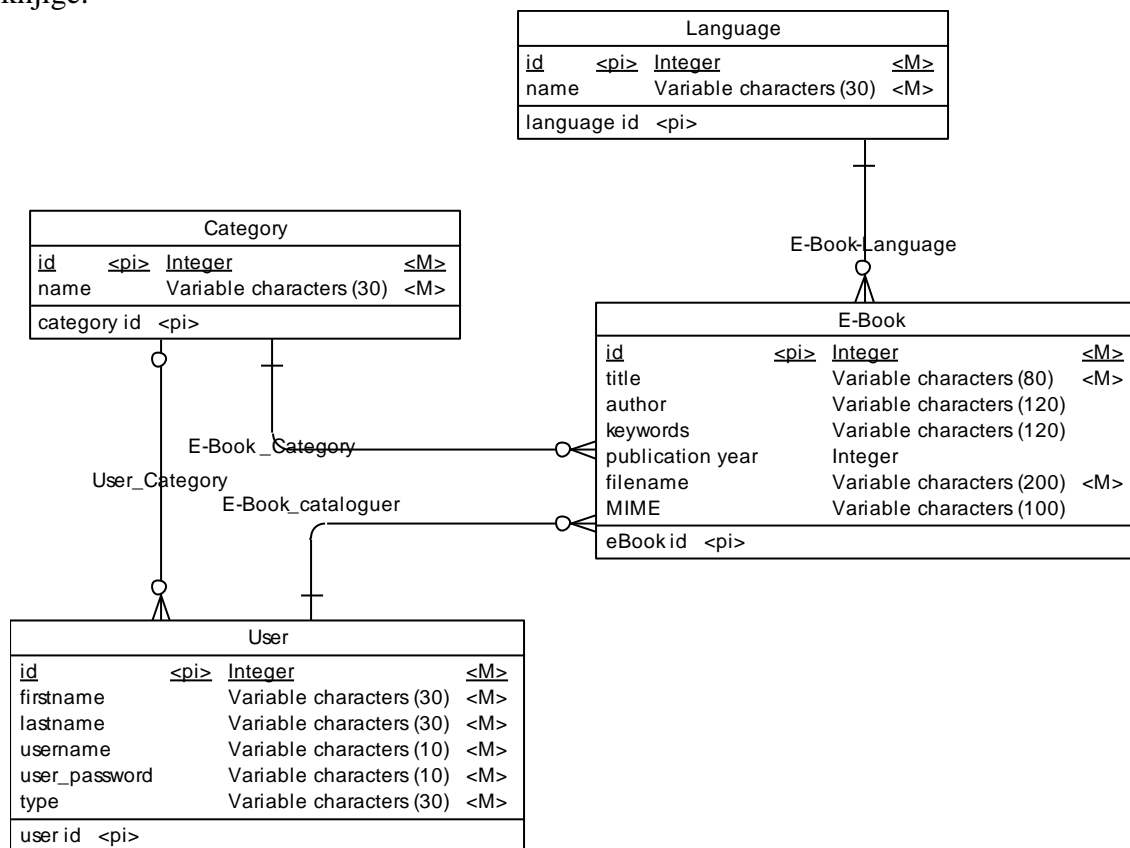 knjige.
Language
id <pi> Integer <M>
name Variable characters (30) <M>
language id <pi>
E-Book-Language
Category
id <pi> Integer <M>
name Variable characters (30) <M>
category id <pi>
E-Book
id <pi> Integer <M>
title Variable characters (80) <M>
author Variable characters (120)
keywords Variable characters (120)
publication year Integer
filename Variable characters (200) <M>
MIME Variable characters (100)
eBook id <pi>
E-Book_Category
User_Category
E-Book_cataloguer
User
id <pi> Integer <M>
firstname Variable characters (30) <M>
lastname Variable characters (30) <M>
username Variable characters (10) <M>
user_password Variable characters (10) <M>
type Variable characters (30) <M>
user id <pi>